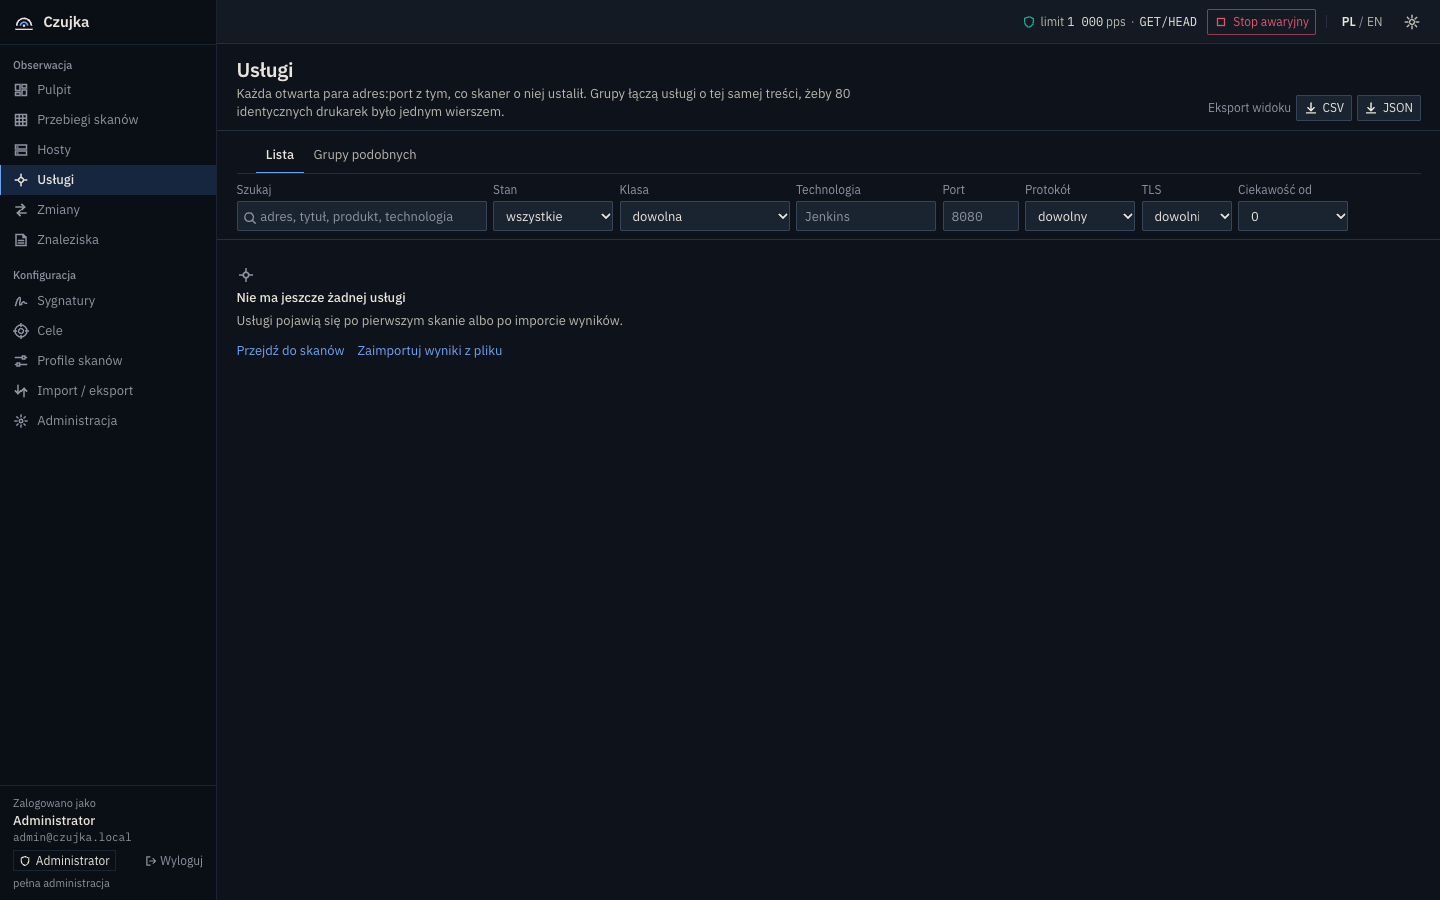 Czujka
limit 1 000 pps · GET/HEAD
Stop awaryjny
PL / EN
Obserwacja
Pulpit
Przebiegi skanów
Hosty
Usługi
Zmiany
Znaleziska
Konfiguracja
Sygnatury
Cele
Profile skanów
Import / eksport
Administracja
Zalogowano jako
Administrator
admin@czujka.local
Administrator
Wyloguj
pełna administracja
Usługi
Każda otwarta para adres:port z tym, co skaner o niej ustalił. Grupy łączą usługi o tej samej treści, żeby 80
identycznych drukarek było jednym wierszem.
Eksport widoku
CSV
JSON
Lista
Grupy podobnych
Szukaj
Stan
Klasa
Technologia
Port
Protokół
TLS
Ciekawość od
adres, tytuł, produkt, technologia
wszystkie
dowolna
Jenkins
8080
dowolny
dowolni
0
Nie ma jeszcze żadnej usługi
Usługi pojawią się po pierwszym skanie albo po imporcie wyników.
Przejdź do skanów
Zaimportuj wyniki z pliku